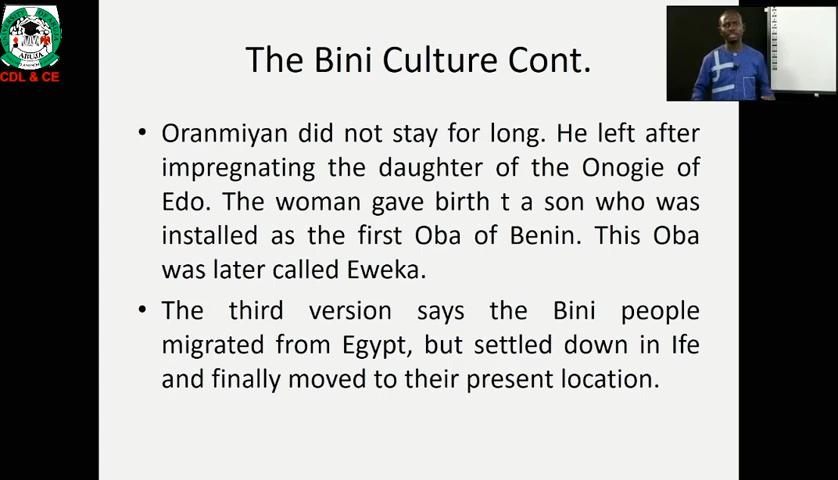 The Bini Culture Cont.
• Oranmiyan did not stay for long. He left after
impregnating the daughter of the Onogie of
Edo. The woman gave birth t a son who was
installed as the first Oba of Benin. This Oba
was later called Eweka.
• The third version says the Bini people
migrated from Egypt, but settled down in Ife
and finally moved to their present location.
ABUJA
CDL & CE